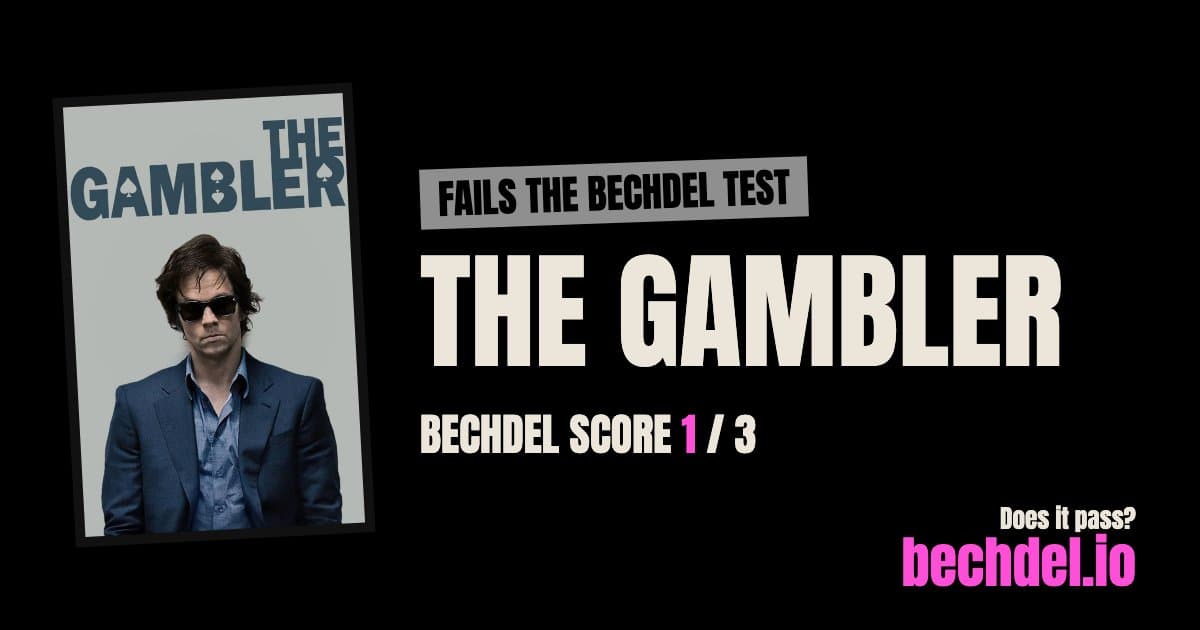 THE
GAMBLER
FAILS THE BECHDEL TEST
THE GAMBLER
BECHDEL SCORE 1 / 3
Does it pass?
bechdel.io